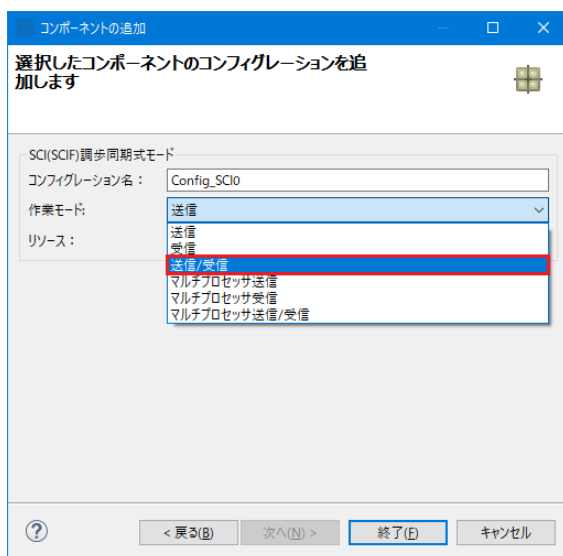 コンポーネントの追加
選択したコンポーネントのコンフィグレーションを追
加します
SCI(SCIF)調歩同期式モード
コンフィグレーション名：
Config_SCI0
作業モード:
送信
リソース：
送信
受信
送信/受信
マルチプロセッサ送信
マルチプロセッサ受信
マルチプロセッサ送信/受信
?
< 戻る(B)
次へ(N) >
終了(F)
キャンセル